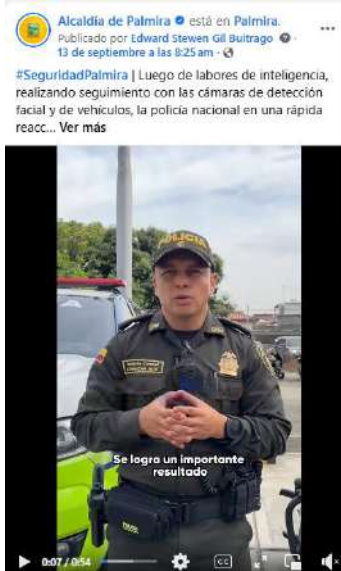 Alcaldía de Palmira está en Palmira.
Publicado por Edward Stewen Gil Buitrago
13 de septiembre a las 8:25 am
#SeguridadPalmira | Luego de labores de inteligencia,
realizando seguimiento con las cámaras de detección
facial y de vehículos, la policía nacional en una rápida
reacc... Ver más
POLICIA
Se logra un importante
resultado
0:07 / 0:54
CC